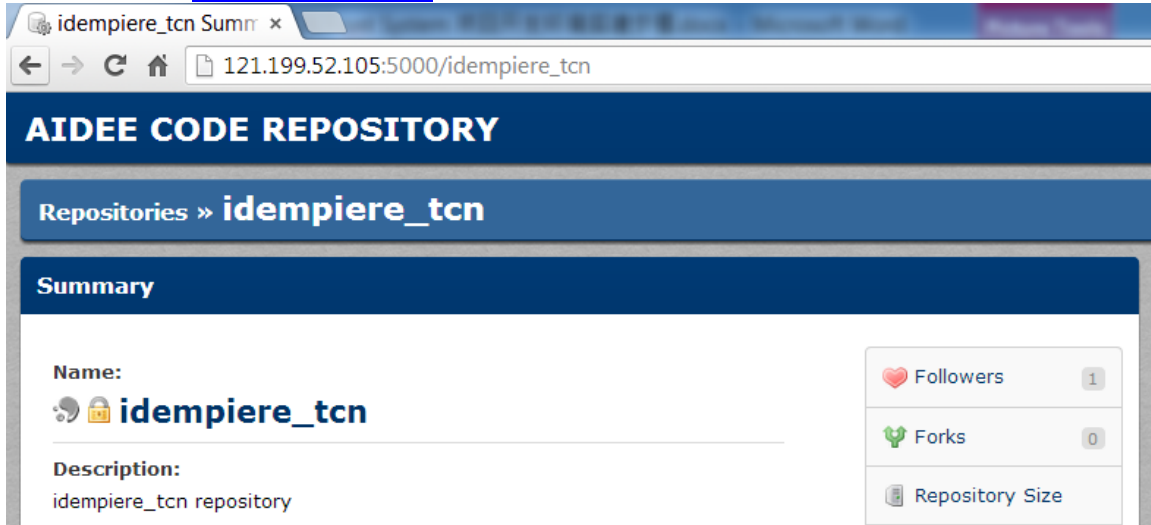 idempiere_tcn Summ
121.199.52.105:5000/idempiere_tcn
AIDEE CODE REPOSITORY
Repositories » idempiere_tcn
Summary
Name:
idempiere_tcn
Description:
idempiere_tcn repository
Followers 1
Forks 0
Repository Size